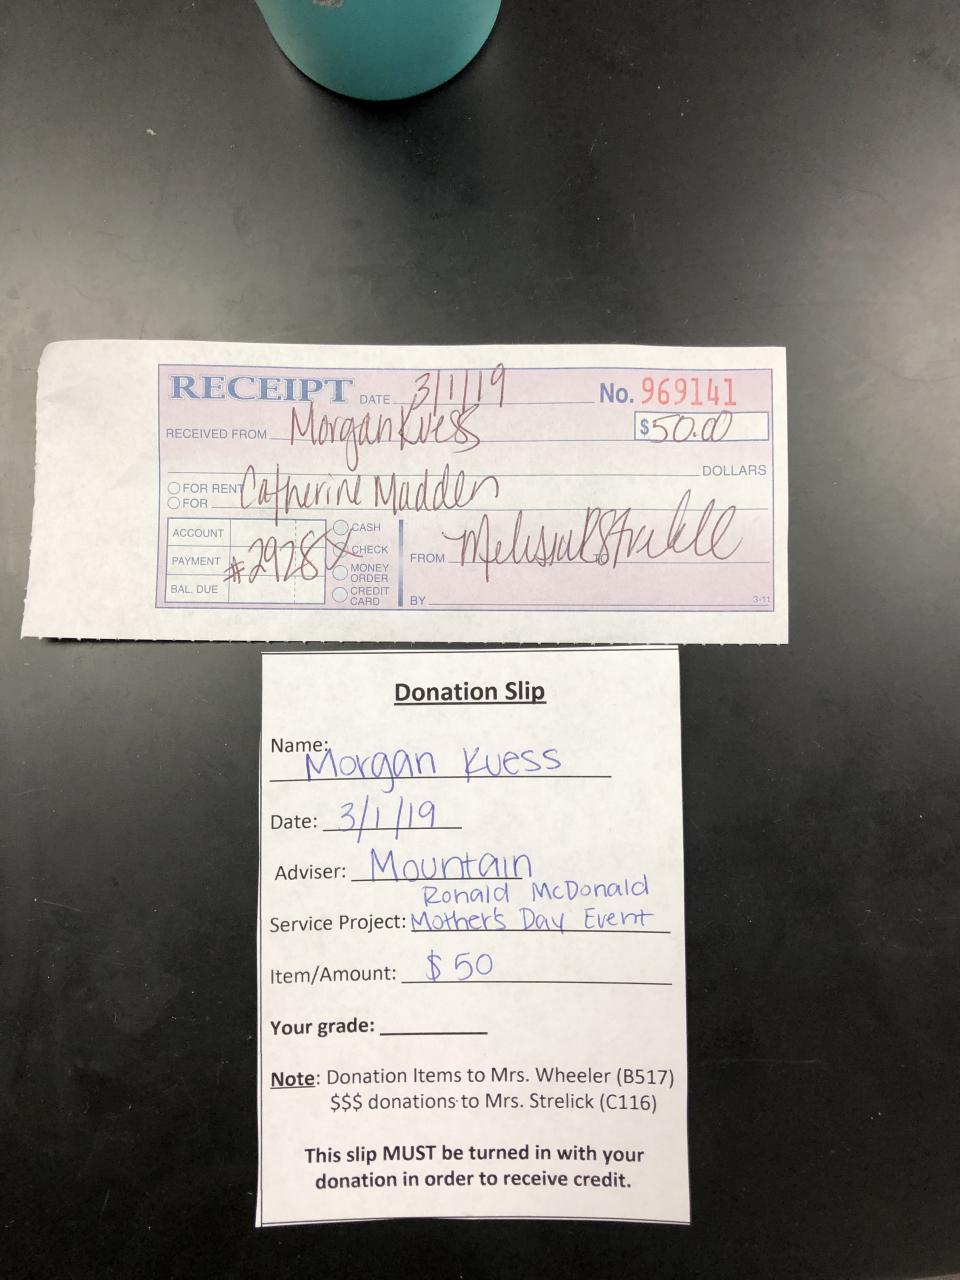 RECEIPT DATE 3/1/19 No. 969141
RECEIVED FROM Morgan Kuess $50.00
DOLLARS
FOR RENT
FOR Catherine Madden
ACCOUNT CASH
PAYMENT #2928 X CHECK FROM TO
MONEY ORDER
BAL. DUE CREDIT CARD BY 3-11
Donation Slip
Name: Morgan Kuess
Date: 3/1/19
Adviser: Mountain
Ronald McDonald
Service Project: Mother's Day Event
Item/Amount: $50
Your grade:
Note: Donation Items to Mrs. Wheeler (B517)
$$$ donations to Mrs. Strelick (C116)
This slip MUST be turned in with your
donation in order to receive credit.